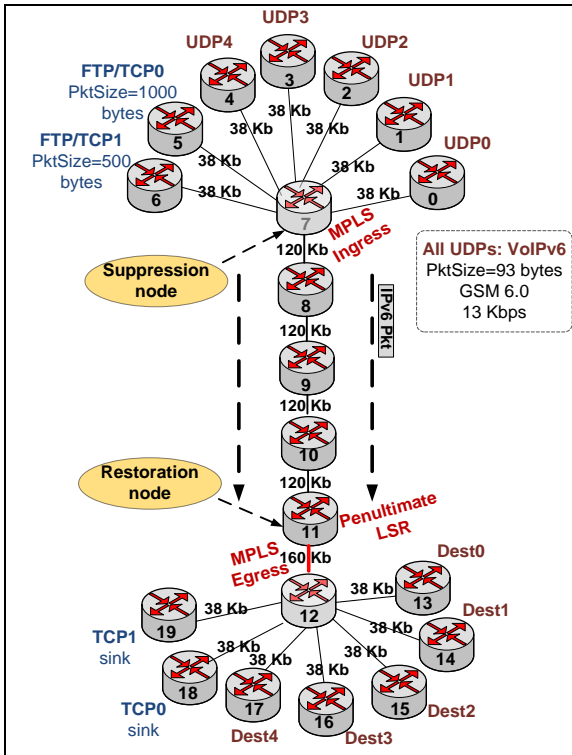 UDP3
UDP4
UDP2
FTP/TCP0
PktSize=1000
bytes
UDP1
FTP/TCP1
PktSize=500
bytes
UDP0
3
4
2
5
1
6
0
38 Kb
38 Kb
38 Kb
38 Kb
38 Kb
38 Kb
38 Kb
7
MPLS
Ingress
120 Kb
Suppression
node
All UDPs: VoIPv6
PktSize=93 bytes
GSM 6.0
13 Kbps
8
IPv6 Pkt
120 Kb
9
120 Kb
10
Restoration
node
120 Kb
11
Penultimate
LSR
MPLS
Egress
160 Kb
Dest0
12
13
38 Kb
38 Kb
19
Dest1
TCP1
sink
38 Kb
38 Kb
14
38 Kb
38 Kb
38 Kb
18
17
16
15
TCP0
sink
Dest4
Dest3
Dest2